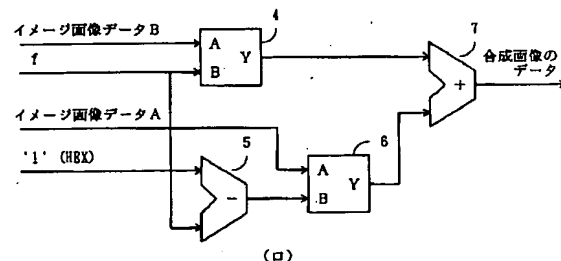 イメージ画像データB
f
イメージ画像データA
'1' (HEX)
A
B
Y
4
5
－
A
B
Y
6
7
＋
合成画像の
データ
(ロ)